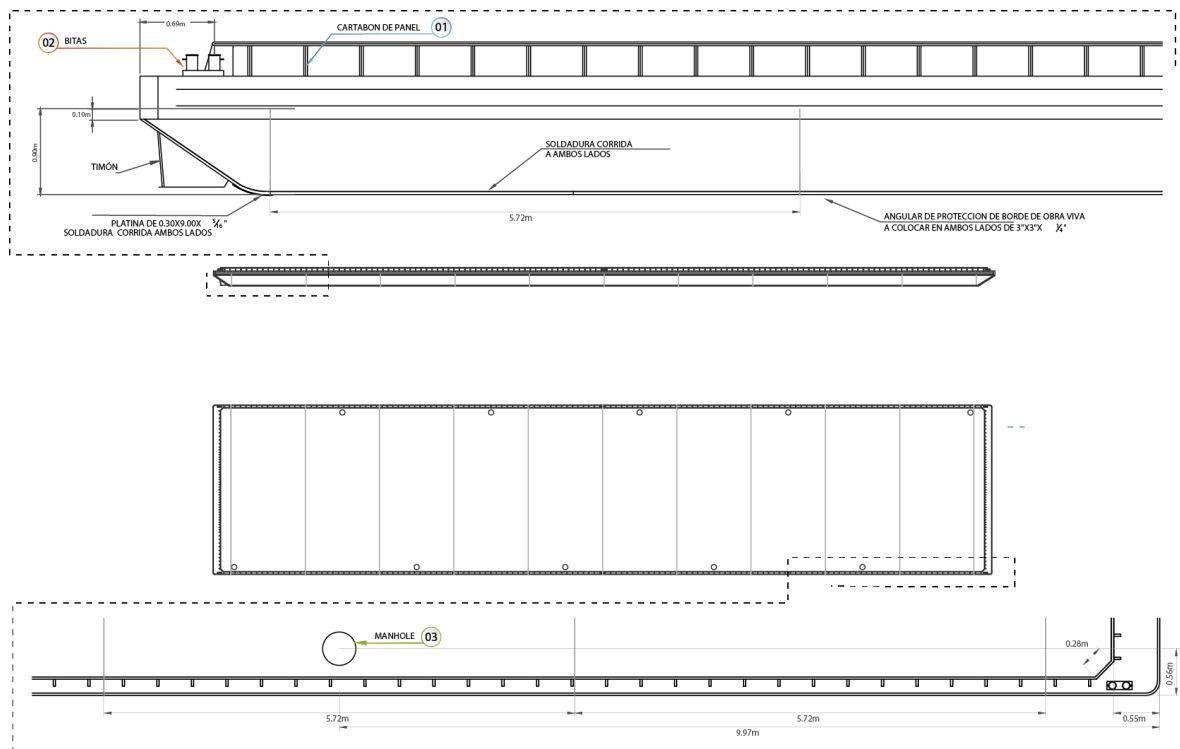 0.69m
CARTABON DE PANEL 01
02 BITAS
0.10m
0.90m
SOLDADURA CORRIDA
A AMBOS LADOS
TIMÓN
5.72m
PLATINA DE 0.30X9.00X 5/16"
SOLDADURA CORRIDA AMBOS LADOS
ANGULAR DE PROTECCION DE BORDE DE OBRA VIVA
A COLOCAR EN AMBOS LADOS DE 3"X3"X 1/4"
MANHOLE 03
0.28m
0.56m
5.72m
5.72m
0.55m
9.97m